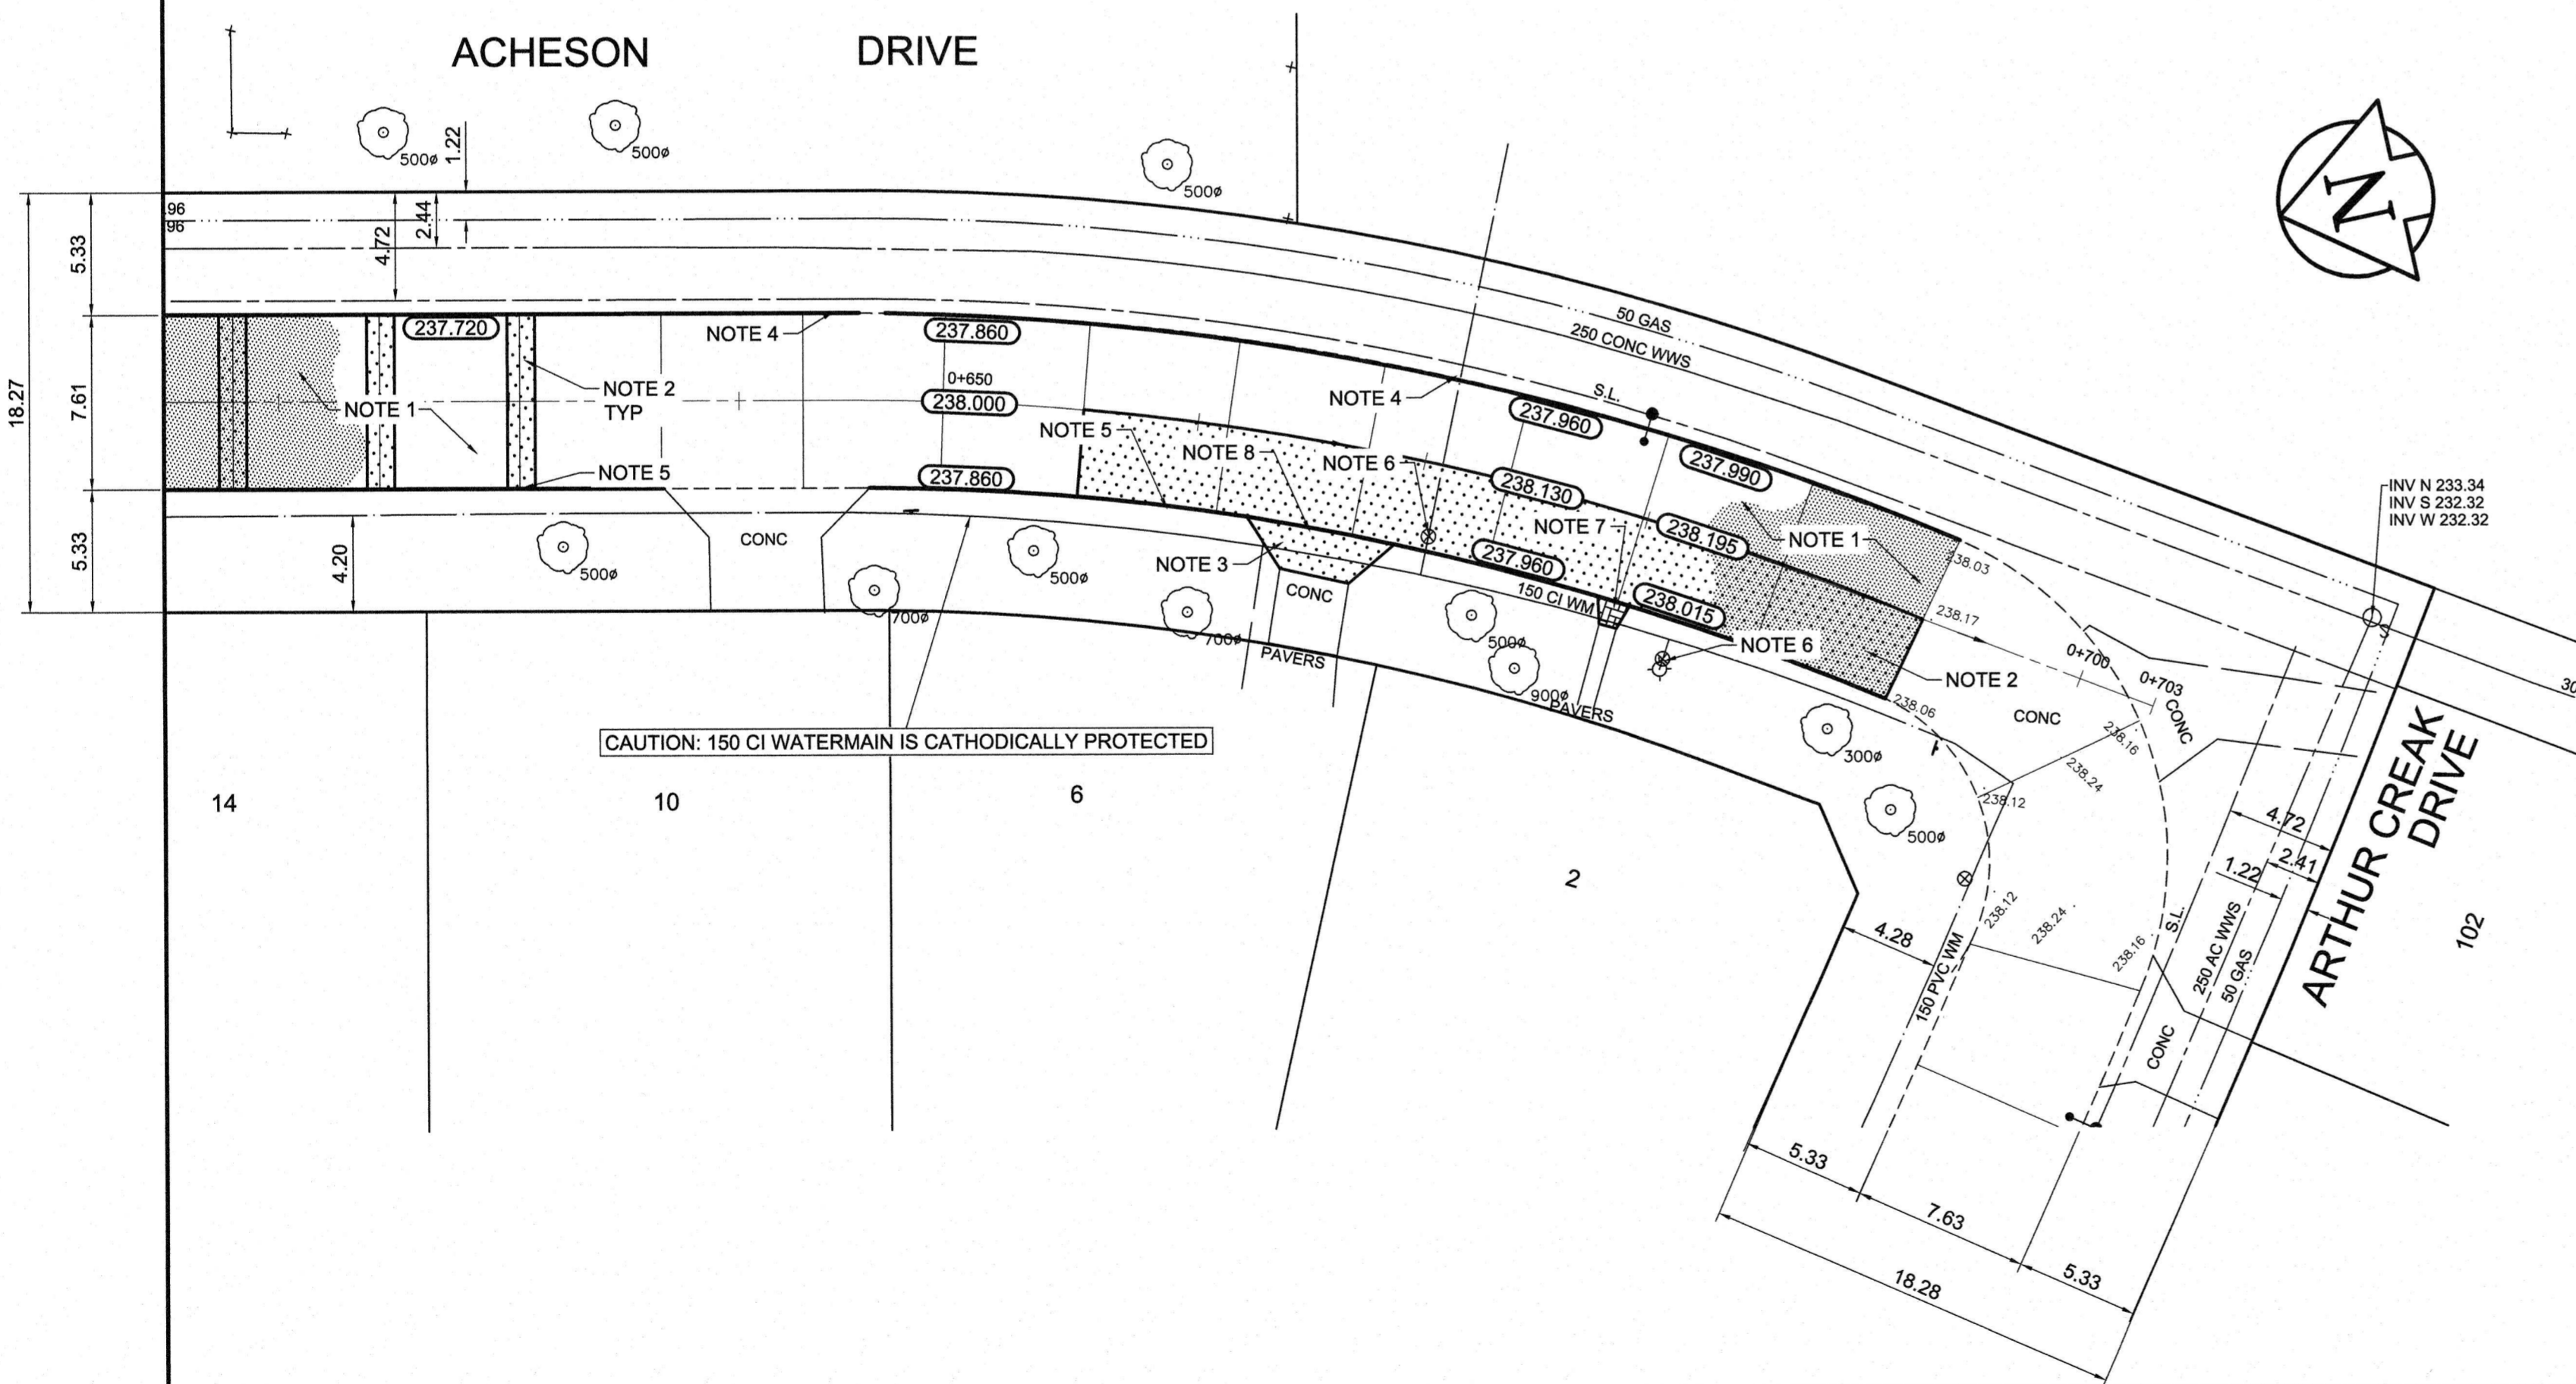 ACHESON DRIVE
500ø
500ø
500ø
1.22
N
.96
96
5.33
4.72
2.44
18.27
7.61
5.33
4.20
50 GAS
250 CONC WWS
S.L.
237.720
NOTE 4
237.860
0+650
238.000
NOTE 2
TYP
NOTE 1
NOTE 5
237.860
NOTE 4
237.960
NOTE 5
NOTE 8
NOTE 6
237.990
238.130
NOTE 7
238.195
NOTE 1
237.960
238.015
NOTE 3
CONC
CONC
150 CI WM
NOTE 6
NOTE 2
238.03
238.17
238.06
INV N 233.34
INV S 232.32
INV W 232.32
S
30
500ø
700ø
500ø
700ø
PAVERS
500ø
900ø
PAVERS
300ø
500ø
0+700
0+703
CONC
CONC
238.16
238.24
238.12
CAUTION: 150 CI WATERMAIN IS CATHODICALLY PROTECTED
14
10
6
2
102
ARTHUR CREAK
DRIVE
4.72
2.41
1.22
4.28
238.12
238.24
238.16
150 PVC WM
S.L.
250 AC WWS
50 GAS
CONC
5.33
7.63
5.33
18.28